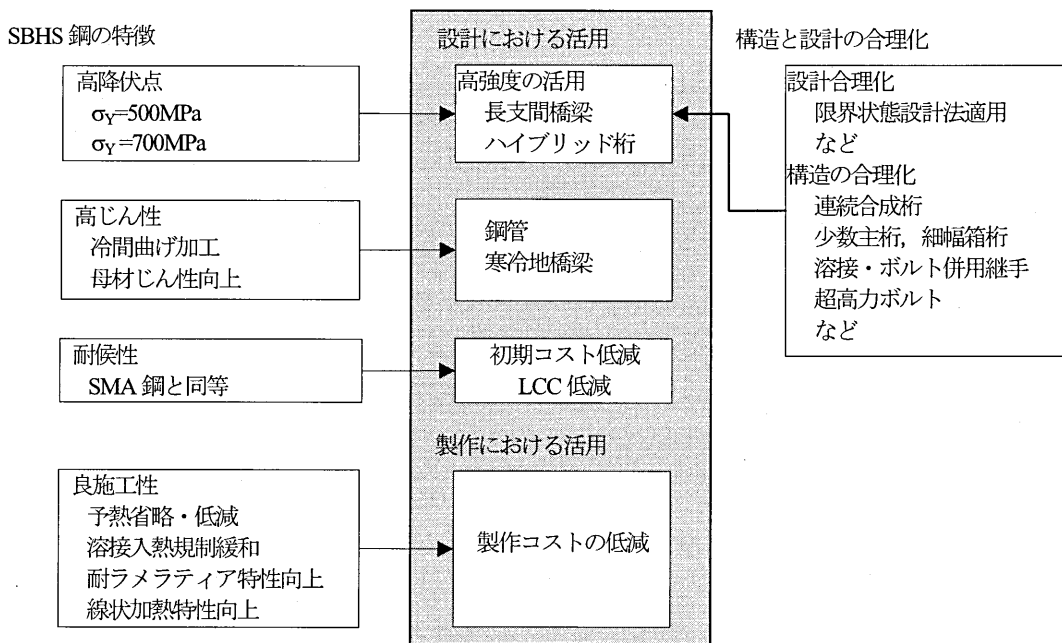 SBHS 鋼の特徴
高降伏点
σY=500MPa
σY=700MPa
高じん性
冷間曲げ加工
母材じん性向上
耐候性
SMA 鋼と同等
良施工性
予熱省略・低減
溶接入熱規制緩和
耐ラメラティア特性向上
線状加熱特性向上
設計における活用
高強度の活用
長支間橋梁
ハイブリッド桁
鋼管
寒冷地橋梁
初期コスト低減
LCC 低減
製作における活用
製作コストの低減
構造と設計の合理化
設計合理化
限界状態設計法適用
など
構造の合理化
連続合成桁
少数主桁，細幅箱桁
溶接・ボルト併用継手
超高力ボルト
など